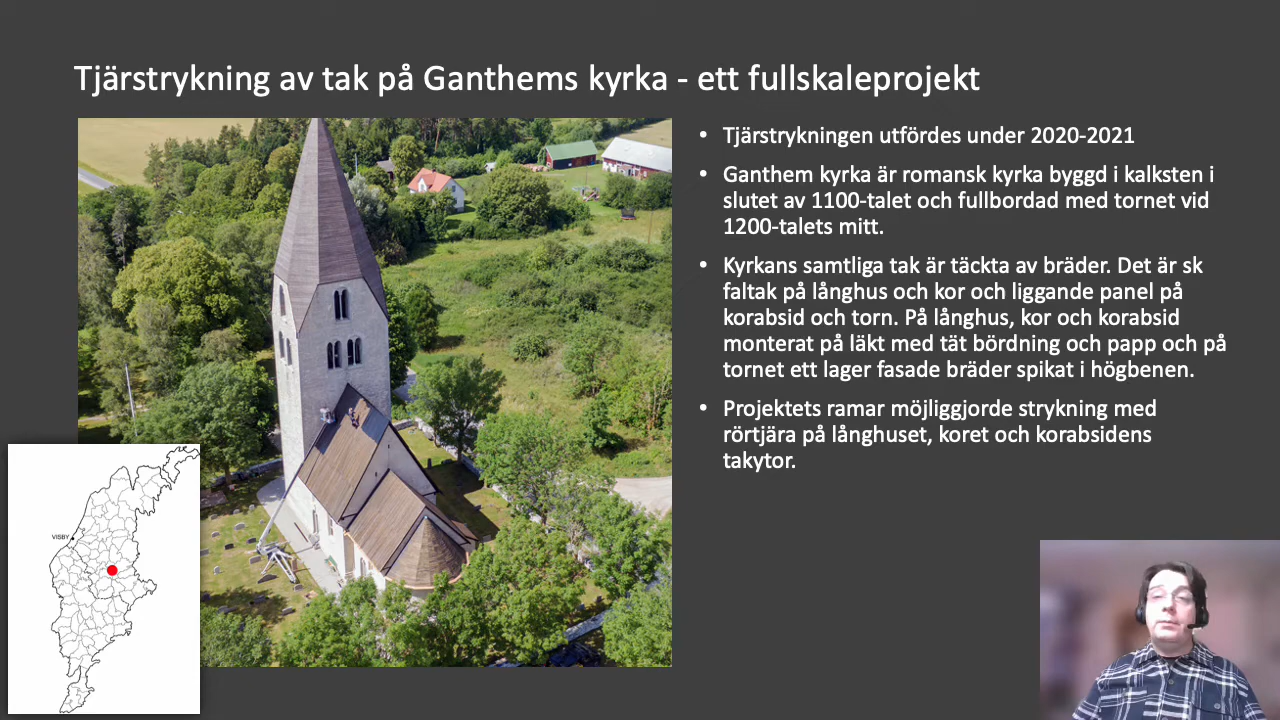 Tjärstrykning av tak på Ganthems kyrka - ett fullskaleprojekt
• Tjärstrykningen utfördes under 2020-2021
• Ganthem kyrka är romansk kyrka byggd i kalksten i
slutet av 1100-talet och fullbordad med tornet vid
1200-talets mitt.
• Kyrkans samtliga tak är täckta av bräder. Det är sk
faltak på långhus och kor och liggande panel på
korabsid och torn. På långhus, kor och korabsid
monterat på läkt med tät bördning och papp och på
tornet ett lager fasade bräder spikat i högbenen.
• Projektets ramar möjliggjorde strykning med
rörtjära på långhuset, koret och korabsidens
takytor.
VISBY